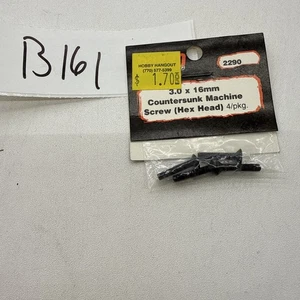 B161
2290
HOBBY HANGOUT
(770) 577-5399
$ 1.70
3.0 x 16mm
Countersunk Machine
Screw (Hex Head) 4/pkg.